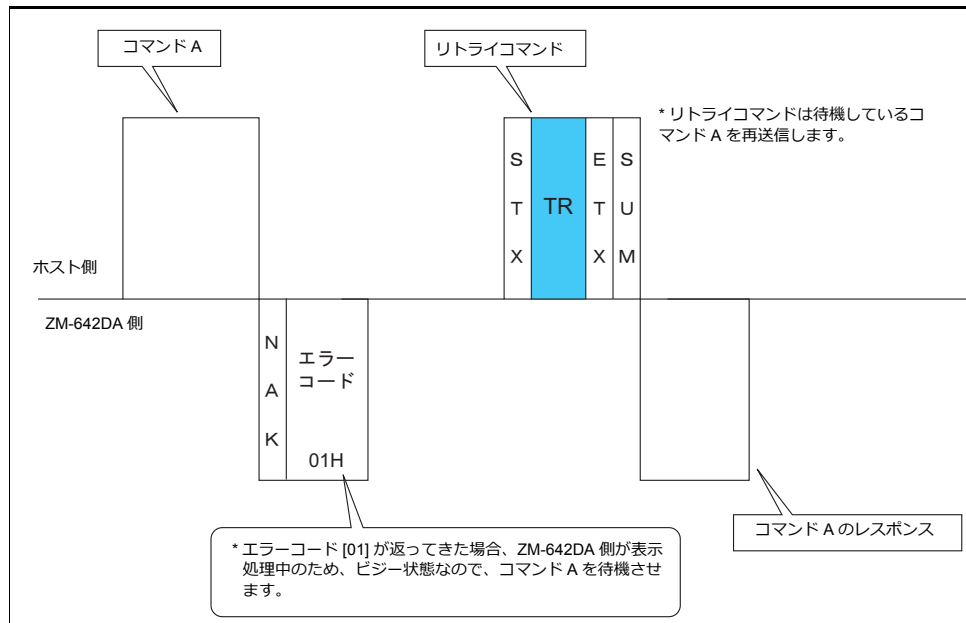 コマンド A
リトライコマンド
* リトライコマンドは待機しているコ
マンド A を再送信します。
STX
TR
ETX
SUM
ホスト側
ZM-642DA 側
NAK
エラー
コード
01H
* エラーコード [01] が返ってきた場合、ZM-642DA 側が表示
処理中のため、ビジー状態なので、コマンド A を待機させ
ます。
コマンド A のレスポンス